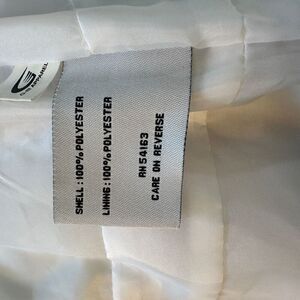 SHELL : 100% POLYESTER
LINING : 100% POLYESTER
RN 54163
CARE ON REVERSE